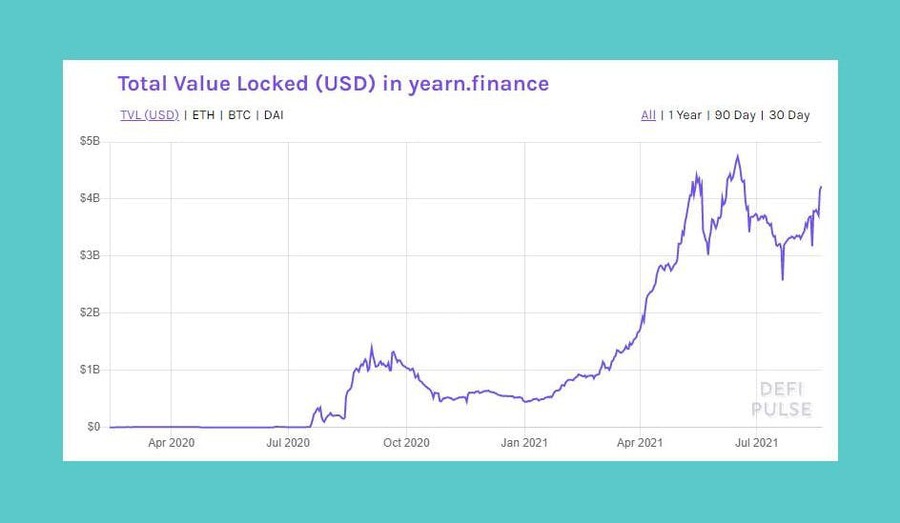 Total Value Locked (USD) in yearn.finance
TVL (USD) | ETH | BTC | DAI
All | 1 Year | 90 Day | 30 Day
$5B
$4B
$3B
$2B
$1B
$0
DEFI
PULSE
Apr 2020
Jul 2020
Oct 2020
Jan 2021
Apr 2021
Jul 2021